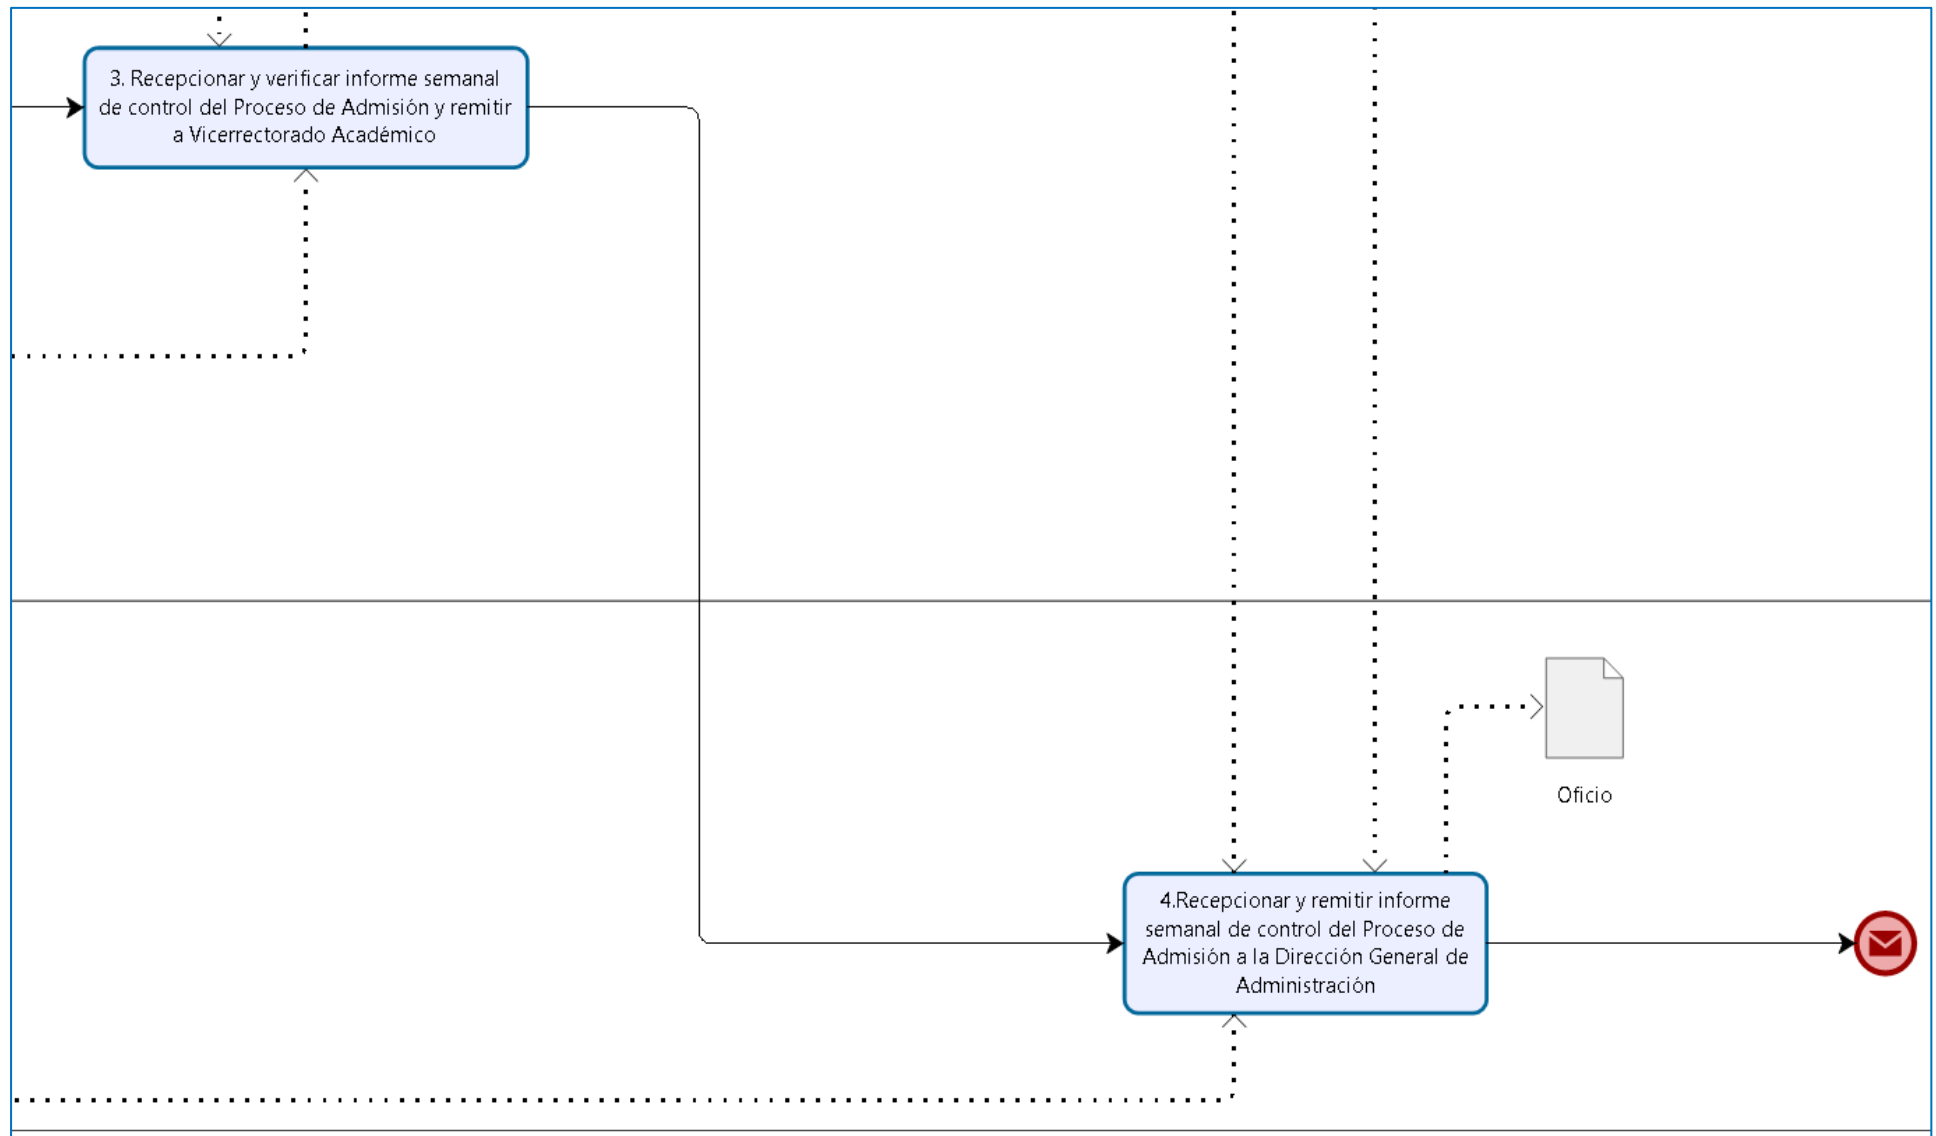 3. Recepcionar y verificar informe semanal
de control del Proceso de Admisión y remitir
a Vicerrectorado Académico
Oficio
4.Recepcionar y remitir informe
semanal de control del Proceso de
Admisión a la Dirección General de
Administración